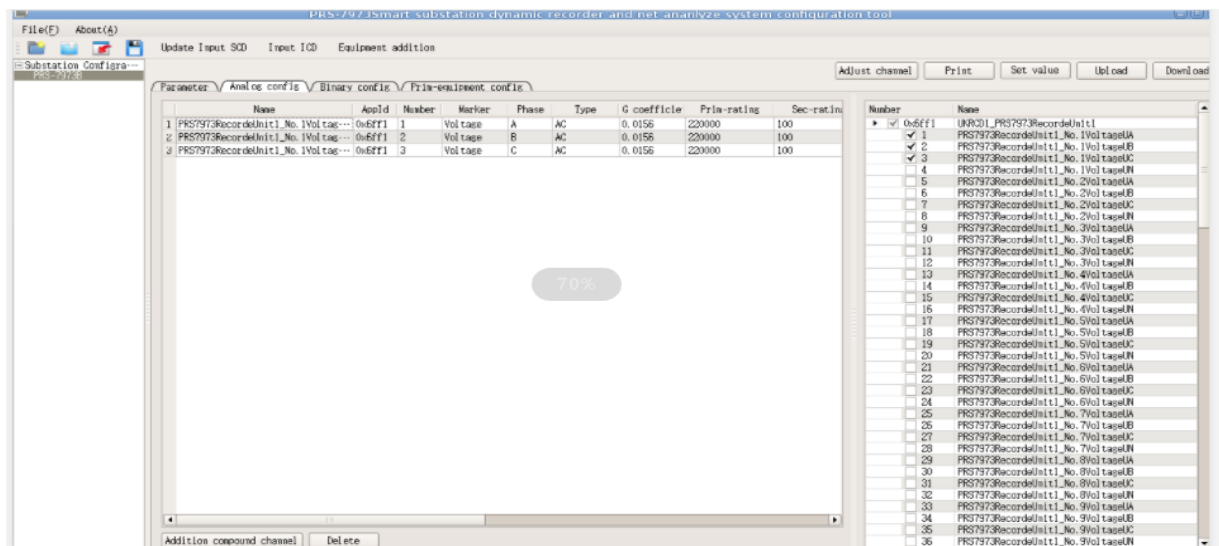 PRS-7973Smart substation dynamic recorder and net ananlyze system configuration tool
File(F) About(A)
Update Input SCD Input ICD Equipment addition
Substation Configra···
PRS-7973B
Adjust channel Print Set value Upload Download
Parameter Analog config Binary config Prim-equipment config
Name AppId Number Marker Phase Type G coefficie Prim-rating Sec-rating
1 PRS7973RecordeUnit1_No.1Voltag··· 0x6ff1 1 Voltage A AC 0.0156 220000 100
2 PRS7973RecordeUnit1_No.1Voltag··· 0x6ff1 2 Voltage B AC 0.0156 220000 100
3 PRS7973RecordeUnit1_No.1Voltag··· 0x6ff1 3 Voltage C AC 0.0156 220000 100
70%
Addition compound channel Delete
Number Name
0x6ff1 UKRCD1_PRS7973RecordeUnit1
1 PRS7973RecordeUnit1_No.1VoltageUA
2 PRS7973RecordeUnit1_No.1VoltageUB
3 PRS7973RecordeUnit1_No.1VoltageUC
4 PRS7973RecordeUnit1_No.1VoltageUN
5 PRS7973RecordeUnit1_No.2VoltageUA
6 PRS7973RecordeUnit1_No.2VoltageUB
7 PRS7973RecordeUnit1_No.2VoltageUC
8 PRS7973RecordeUnit1_No.2VoltageUN
9 PRS7973RecordeUnit1_No.3VoltageUA
10 PRS7973RecordeUnit1_No.3VoltageUB
11 PRS7973RecordeUnit1_No.3VoltageUC
12 PRS7973RecordeUnit1_No.3VoltageUN
13 PRS7973RecordeUnit1_No.4VoltageUA
14 PRS7973RecordeUnit1_No.4VoltageUB
15 PRS7973RecordeUnit1_No.4VoltageUC
16 PRS7973RecordeUnit1_No.4VoltageUN
17 PRS7973RecordeUnit1_No.5VoltageUA
18 PRS7973RecordeUnit1_No.5VoltageUB
19 PRS7973RecordeUnit1_No.5VoltageUC
20 PRS7973RecordeUnit1_No.5VoltageUN
21 PRS7973RecordeUnit1_No.6VoltageUA
22 PRS7973RecordeUnit1_No.6VoltageUB
23 PRS7973RecordeUnit1_No.6VoltageUC
24 PRS7973RecordeUnit1_No.6VoltageUN
25 PRS7973RecordeUnit1_No.7VoltageUA
26 PRS7973RecordeUnit1_No.7VoltageUB
27 PRS7973RecordeUnit1_No.7VoltageUC
28 PRS7973RecordeUnit1_No.7VoltageUN
29 PRS7973RecordeUnit1_No.8VoltageUA
30 PRS7973RecordeUnit1_No.8VoltageUB
31 PRS7973RecordeUnit1_No.8VoltageUC
32 PRS7973RecordeUnit1_No.8VoltageUN
33 PRS7973RecordeUnit1_No.9VoltageUA
34 PRS7973RecordeUnit1_No.9VoltageUB
35 PRS7973RecordeUnit1_No.9VoltageUC
36 PRS7973RecordeUnit1_No.9VoltageUN